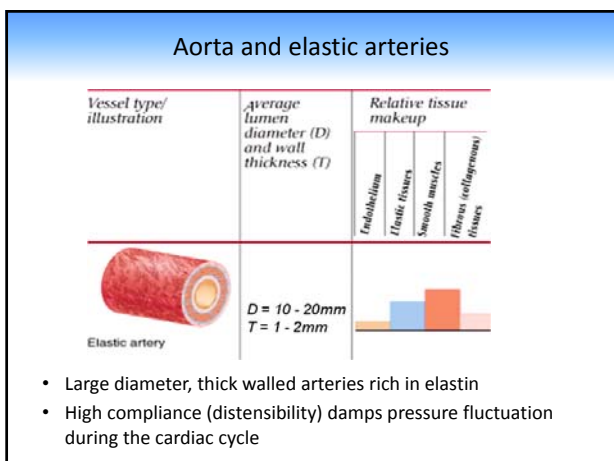 Aorta and elastic arteries
Vessel type/
illustration
Average
lumen
diameter (D)
and wall
thickness (T)
Relative tissue
makeup
Endothelium
Elastic tissues
Smooth muscles
Fibrous (collagenous)
tissues
Elastic artery
D = 10 - 20mm
T = 1 - 2mm
• Large diameter, thick walled arteries rich in elastin
• High compliance (distensibility) damps pressure fluctuation
during the cardiac cycle